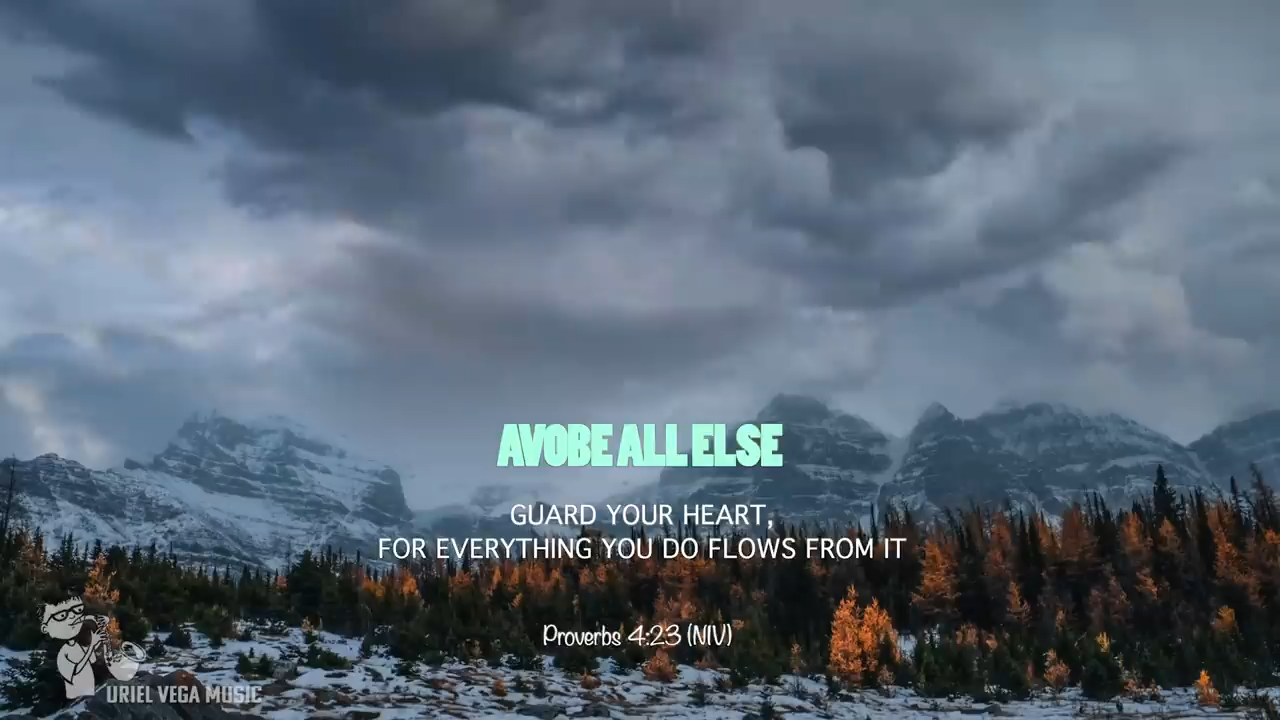 AVOBE ALL ELSE
GUARD YOUR HEART,
FOR EVERYTHING YOU DO FLOWS FROM IT
Proverbs 4:23 (NIV)
URIEL VEGA MUSIC